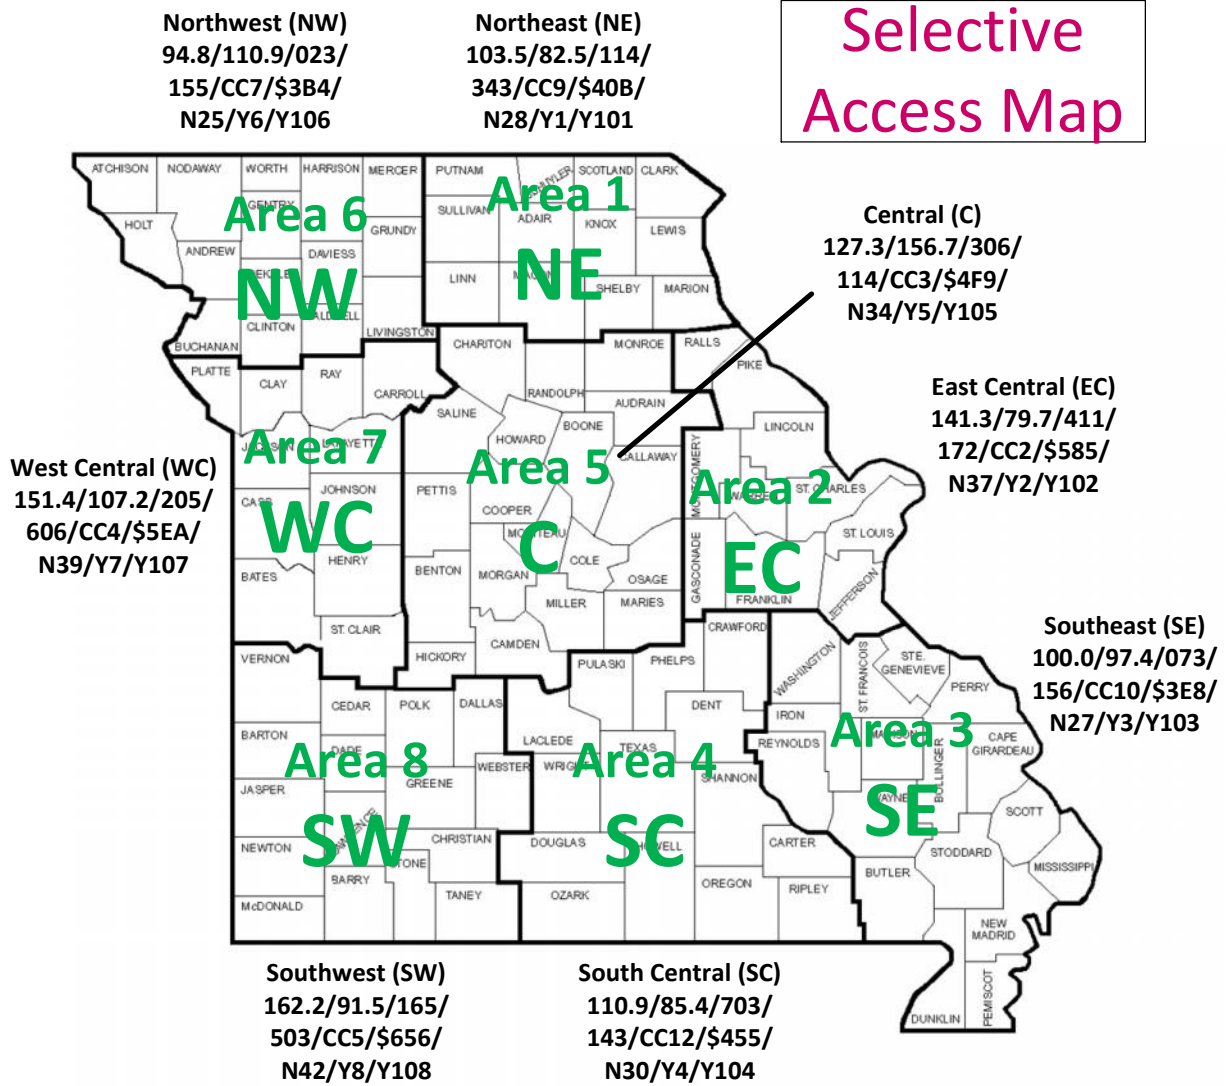 Northwest (NW)
94.8/110.9/023/
155/CC7/$3B4/
N25/Y6/Y106
Northeast (NE)
103.5/82.5/114/
343/CC9/$40B/
N28/Y1/Y101
Selective
Access Map
Central (C)
127.3/156.7/306/
114/CC3/$4F9/
N34/Y5/Y105
East Central (EC)
141.3/79.7/411/
172/CC2/$585/
N37/Y2/Y102
West Central (WC)
151.4/107.2/205/
606/CC4/$5EA/
N39/Y7/Y107
Southeast (SE)
100.0/97.4/073/
156/CC10/$3E8/
N27/Y3/Y103
Southwest (SW)
162.2/91.5/165/
503/CC5/$656/
N42/Y8/Y108
South Central (SC)
110.9/85.4/703/
143/CC12/$455/
N30/Y4/Y104
Area 6
NW
ATCHISON
NODAWAY
WORTH
HARRISON
MERCER
GENTRY
HOLT
ANDREW
DAVIESS
GRUNDY
CLINTON
BUCHANAN
LIVINGSTON
Area 1
NE
PUTNAM
SCOTLAND
CLARK
SULLIVAN
ADAIR
KNOX
LEWIS
LINN
SHELBY
MARION
Area 7
WC
PLATTE
CLAY
RAY
CARROLL
JOHNSON
CASS
HENRY
BATES
ST. CLAIR
Area 5
C
CHARITON
MONROE
RANDOLPH
AUDRAIN
SALINE
HOWARD
BOONE
CALLAWAY
PETTIS
COOPER
COLE
BENTON
MORGAN
OSAGE
MILLER
MARIES
CAMDEN
HICKORY
Area 2
EC
RALLS
PIKE
LINCOLN
MONTGOMERY
ST. CHARLES
ST. LOUIS
GASCONADE
FRANKLIN
JEFFERSON
Area 8
SW
VERNON
CEDAR
POLK
DALLAS
BARTON
DADE
WEBSTER
GREENE
JASPER
NEWTON
CHRISTIAN
BARRY
TANEY
McDONALD
Area 4
SC
CRAWFORD
PULASKI
PHELPS
DENT
LACLEDE
TEXAS
WRIGHT
SHANNON
DOUGLAS
CARTER
OZARK
OREGON
RIPLEY
Area 3
SE
WASHINGTON
ST. FRANCOIS
STE.
GENEVIEVE
PERRY
IRON
REYNOLDS
BOLLINGER
CAPE
GIRARDEAU
SCOTT
STODDARD
MISSISSIPPI
BUTLER
NEW
MADRID
PEMISCOT
DUNKLIN